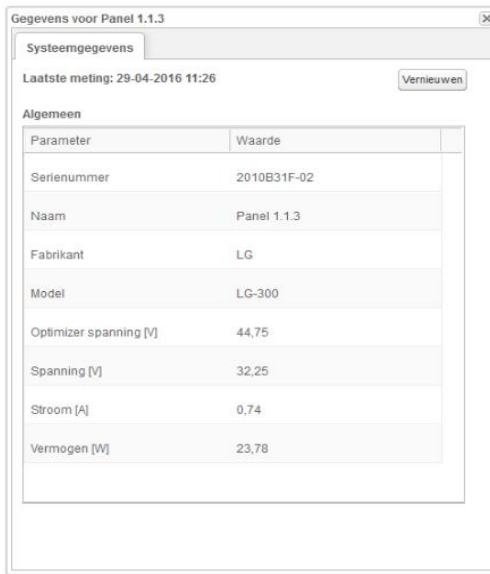 Gegevens voor Panel 1.1.3
Systeemgegevens
Laatste meting: 29-04-2016 11:26
Vernieuwen
Algemeen
Parameter Waarde
Serienummer 2010B31F-02
Naam Panel 1.1.3
Fabrikant LG
Model LG-300
Optimizer spanning [V] 44,75
Spanning [V] 32,25
Stroom [A] 0,74
Vermogen [W] 23,78